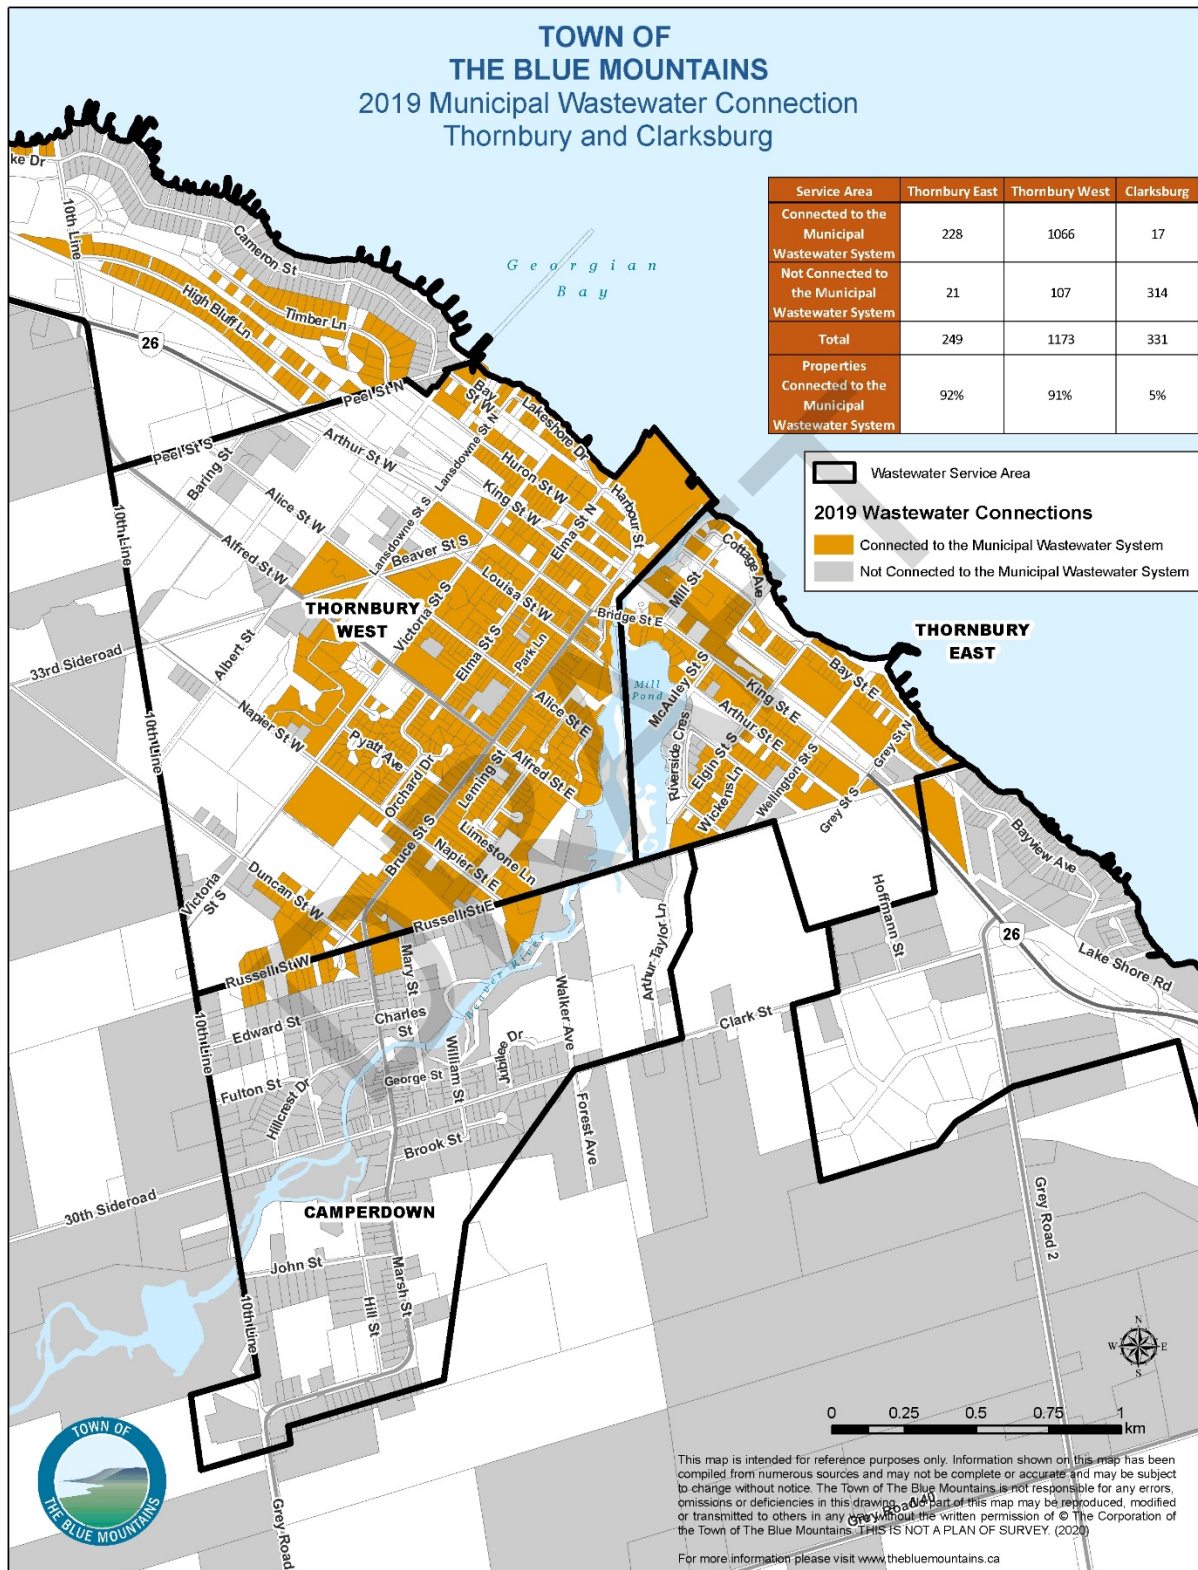 TOWN OF
THE BLUE MOUNTAINS
2019 Municipal Wastewater Connection
Thornbury and Clarksburg
Service Area Thornbury East Thornbury West Clarksburg
Connected to the Municipal Wastewater System 228 1066 17
Not Connected to the Municipal Wastewater System 21 107 314
Total 249 1173 331
Properties Connected to the Municipal Wastewater System 92% 91% 5%
Wastewater Service Area
2019 Wastewater Connections
Connected to the Municipal Wastewater System
Not Connected to the Municipal Wastewater System
ke Dr
10th Line
Cameron St
Georgian
Bay
High Bluff Ln
Timber Ln
26
Peel St N
Bay St W
Lakeshore Dr
Peel St S
Baring St
Arthur St W
Lansdowne St N
Huron St W
Harbour St
Alice St W
King St W
Elma St N
10th Line
Lansdowne St S
Beaver St S
Cottage Ave
Alfred St W
Louisa St W
Mill St
THORNBURY
WEST
Victoria St S
Bridge St E
THORNBURY
EAST
33rd Sideroad
Albert St
Elma St S
Park Ln
Mill
Pond
McAuley St S
King St E
Bay St E
Napier St W
10th Line
Pyatt Ave
Alice St E
Riverside Cres
Arthur St E
Grey St N
Orchard Dr
Leming St
Alfred St E
Elgin St S
Wickens Ln
Wellington St S
Grey St S
Bruce St S
Limestone Ln
Napier St E
Bayview Ave
Victoria St S
Duncan St W
Russell St E
Hoffmann St
26
Russell St W
Mary St
Beaver River
Walker Ave
Arthur Taylor Ln
Lake Shore Rd
10th Line
Edward St
Charles St
William St
Jubilee Dr
Clark St
Fulton St
Hillcrest Dr
George St
Forest Ave
Brook St
30th Sideroad
CAMPERDOWN
Grey Road 2
John St
Marsh St
Hill St
10th Line
N
W E
S
0 0.25 0.5 0.75 1
km
TOWN OF
THE BLUE MOUNTAINS
Grey Road
Grey Road 40
This map is intended for reference purposes only. Information shown on this map has been
compiled from numerous sources and may not be complete or accurate and may be subject
to change without notice. The Town of The Blue Mountains is not responsible for any errors,
omissions or deficiencies in this drawing. No part of this map may be reproduced, modified
or transmitted to others in any way without the written permission of © The Corporation of
the Town of The Blue Mountains. THIS IS NOT A PLAN OF SURVEY. (2020)
For more information please visit www.thebluemountains.ca
DRAFT